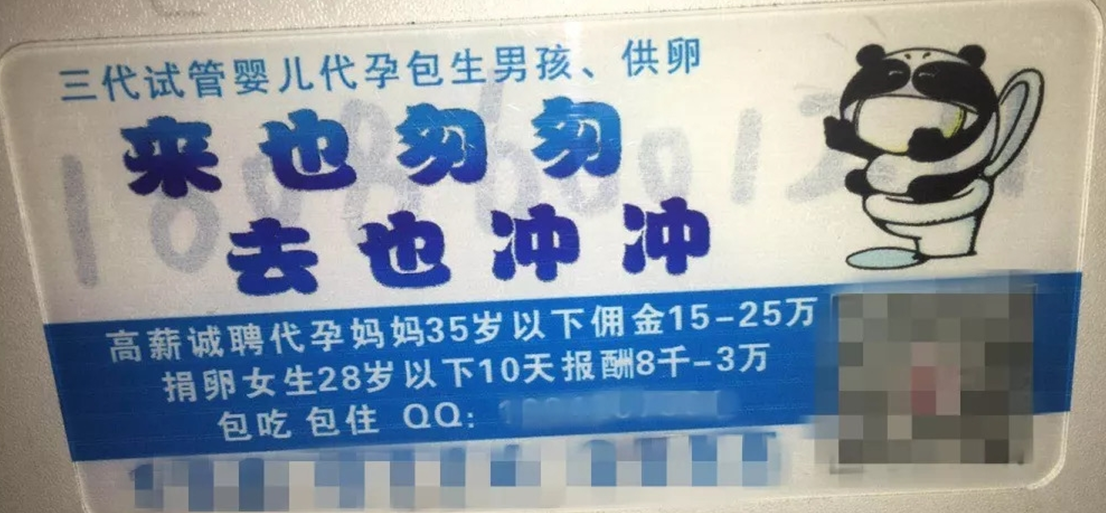 三代试管婴儿代孕包生男孩、供卵
来也匆匆
去也冲冲
高薪诚聘代孕妈妈35岁以下佣金15-25万
捐卵女生28岁以下10天报酬8千-3万
包吃 包住 QQ: